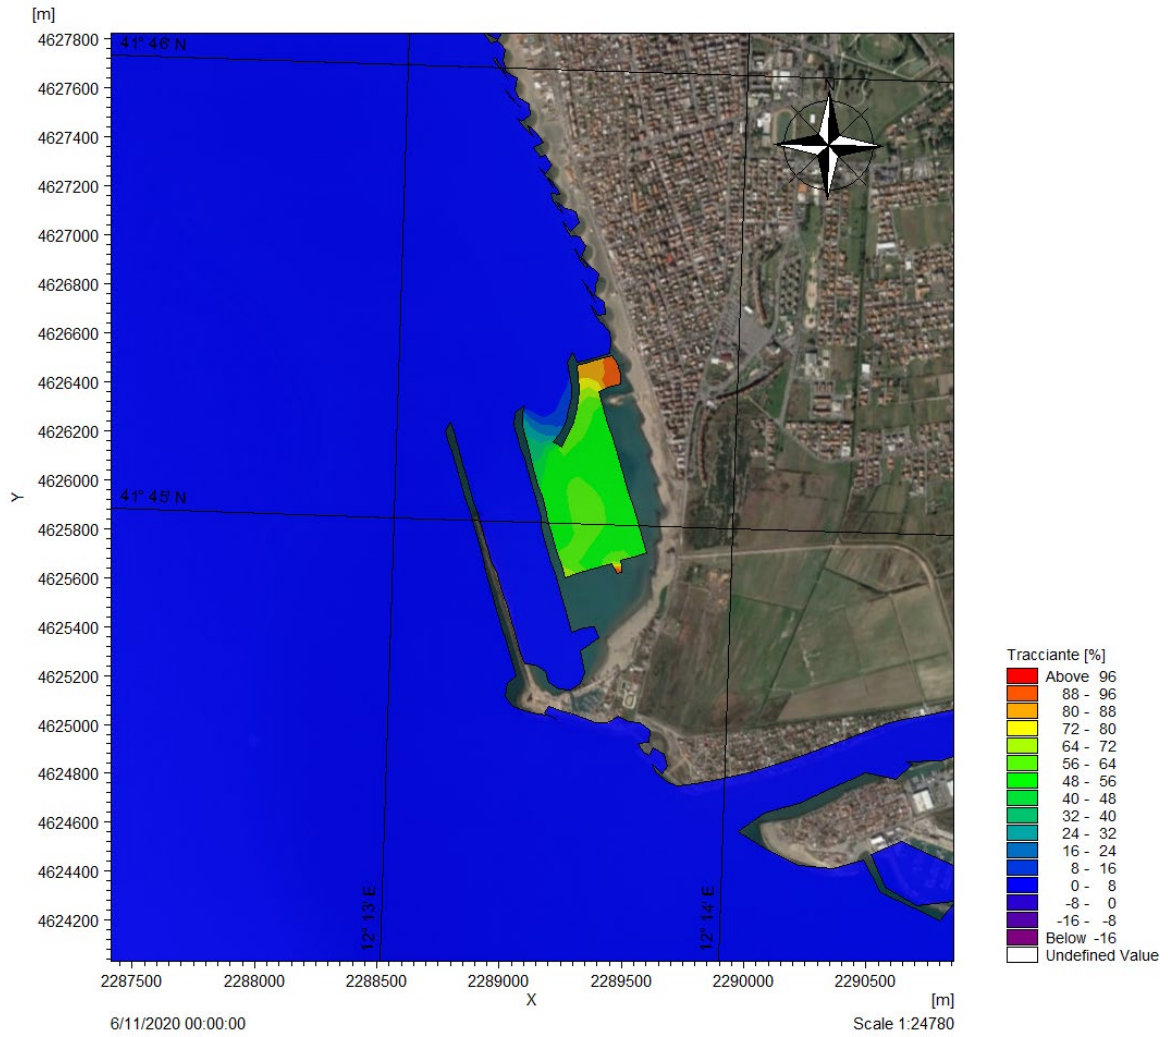 [m]
4627800
4627600
4627400
4627200
4627000
4626800
4626600
4626400
4626200
4626000
4625800
4625600
4625400
4625200
4625000
4624800
4624600
4624400
4624200
Y
41° 46' N
41° 45' N
12° 13' E
12° 14' E
N
2287500 2288000 2288500 2289000 2289500 2290000 2290500
X
[m]
6/11/2020 00:00:00
Scale 1:24780
Tracciante [%]
Above 96
88 - 96
80 - 88
72 - 80
64 - 72
56 - 64
48 - 56
40 - 48
32 - 40
24 - 32
16 - 24
8 - 16
0 - 8
-8 - 0
-16 - -8
Below -16
Undefined Value